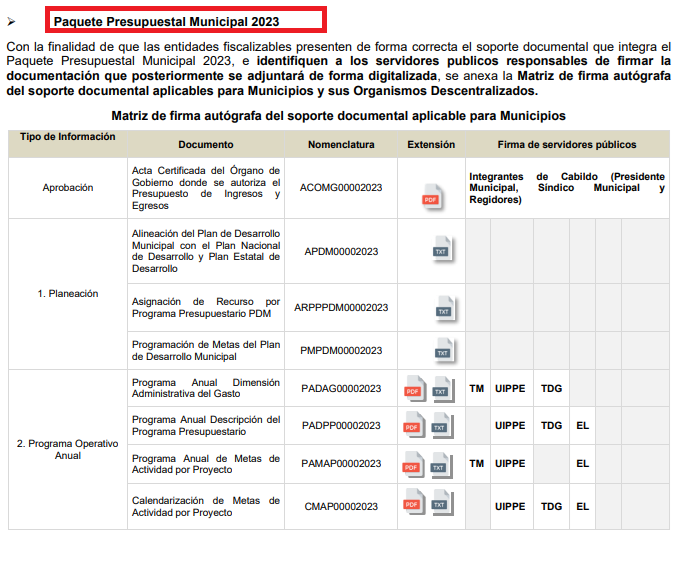 ➢ Paquete Presupuestal Municipal 2023
Con la finalidad de que las entidades fiscalizables presenten de forma correcta el soporte documental que integra el
Paquete Presupuestal Municipal 2023, e identifiquen a los servidores publicos responsables de firmar la
documentación que posteriormente se adjuntará de forma digitalizada, se anexa la Matriz de firma autógrafa
del soporte documental aplicables para Municipios y sus Organismos Descentralizados.
Matriz de firma autógrafa del soporte documental aplicable para Municipios
Tipo de Información Documento Nomenclatura Extensión Firma de servidores públicos
Aprobación
Acta Certificada del Órgano de
Gobierno donde se autoriza el
Presupuesto de Ingresos y
Egresos
ACOMG00002023
PDF
Integrantes de Cabildo (Presidente
Municipal, Síndico Municipal y
Regidores)
1. Planeación
Alineación del Plan de Desarrollo
Municipal con el Plan Nacional
de Desarrollo y Plan Estatal de
Desarrollo
APDM00002023
TXT
Asignación de Recurso por
Programa Presupuestario PDM
ARPPPDM00002023
TXT
Programación de Metas del Plan
de Desarrollo Municipal
PMPDM00002023
TXT
2. Programa Operativo
Anual
Programa Anual Dimensión
Administrativa del Gasto
PADAG00002023
PDF TXT
TM UIPPE TDG
Programa Anual Descripción del
Programa Presupuestario
PADPP00002023
PDF TXT
UIPPE TDG EL
Programa Anual de Metas de
Actividad por Proyecto
PAMAP00002023
PDF TXT
TM UIPPE EL
Calendarización de Metas de
Actividad por Proyecto
CMAP00002023
PDF TXT
UIPPE TDG EL